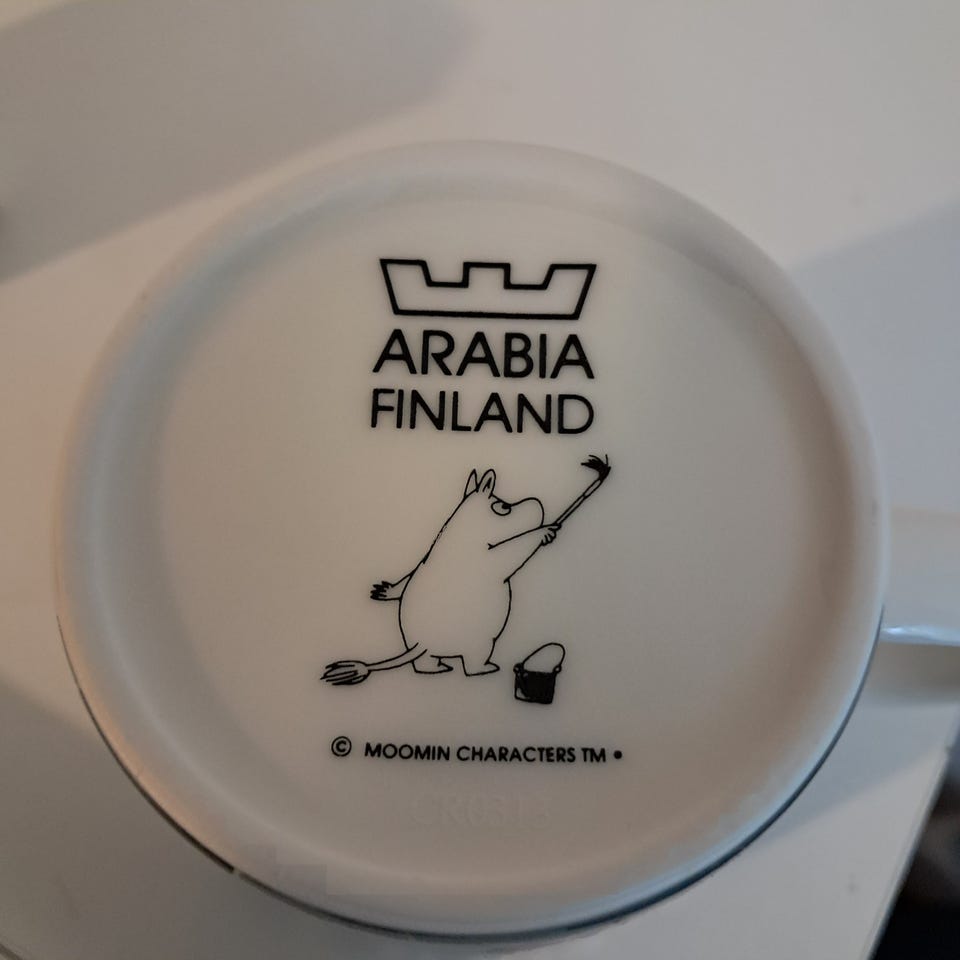 ARABIA
FINLAND
© MOOMIN CHARACTERS TM •